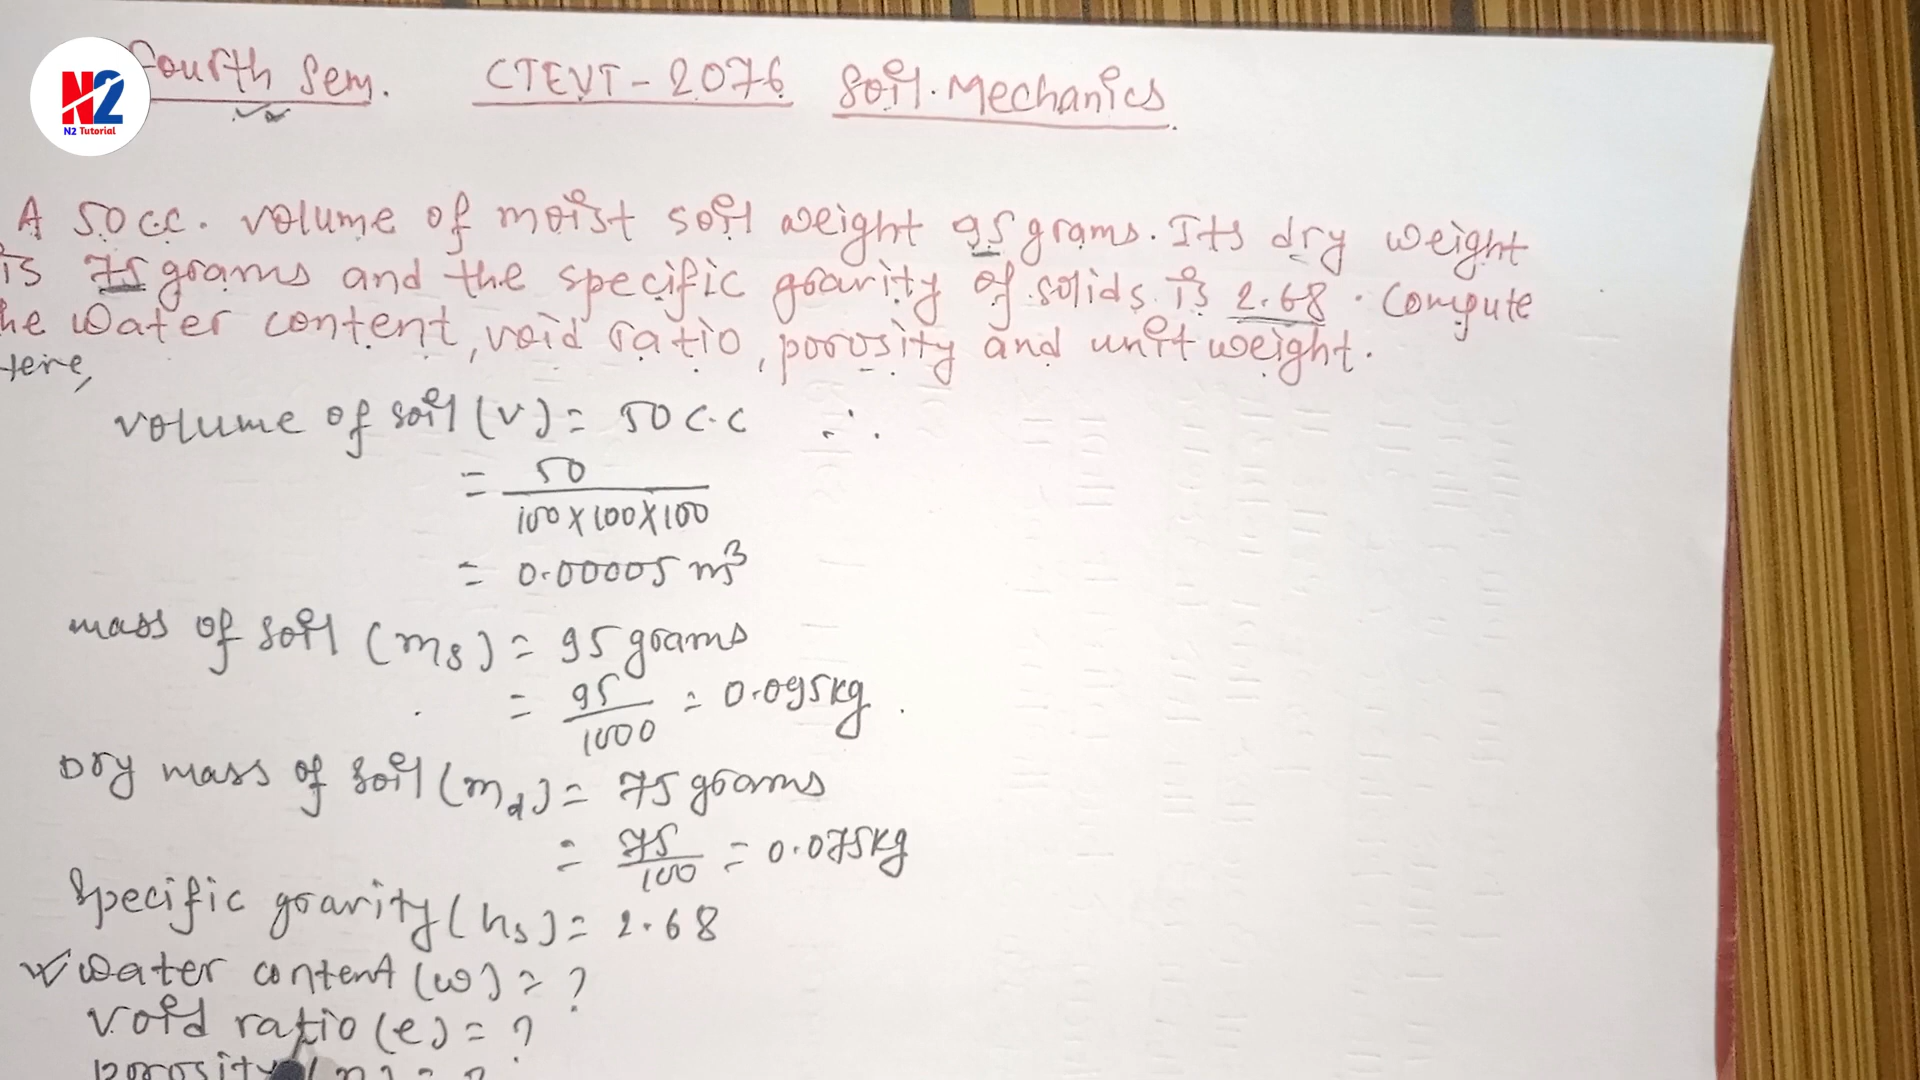 N2
N2 Tutorial
Fourth Sem. CTEVT-2076 Soil Mechanics
A 50 c.c. volume of moist soil weight 95 grams. Its dry weight
is 75 grams and the specific gravity of solids is 2.68. Compute
he water content, void ratio, porosity and unit weight.
Here,
volume of soil (V) = 50 C.C ∴
= 50
100×100×100
= 0.00005 m³
mass of soil (ms) = 95 grams
= 95/1000 = 0.095kg.
Dry mass of soil (md) = 75 grams
= 75/100 = 0.075kg
Specific gravity (hs) = 2.68
water content (w) = ?
void ratio (e) = ?
porosity (n) = ?